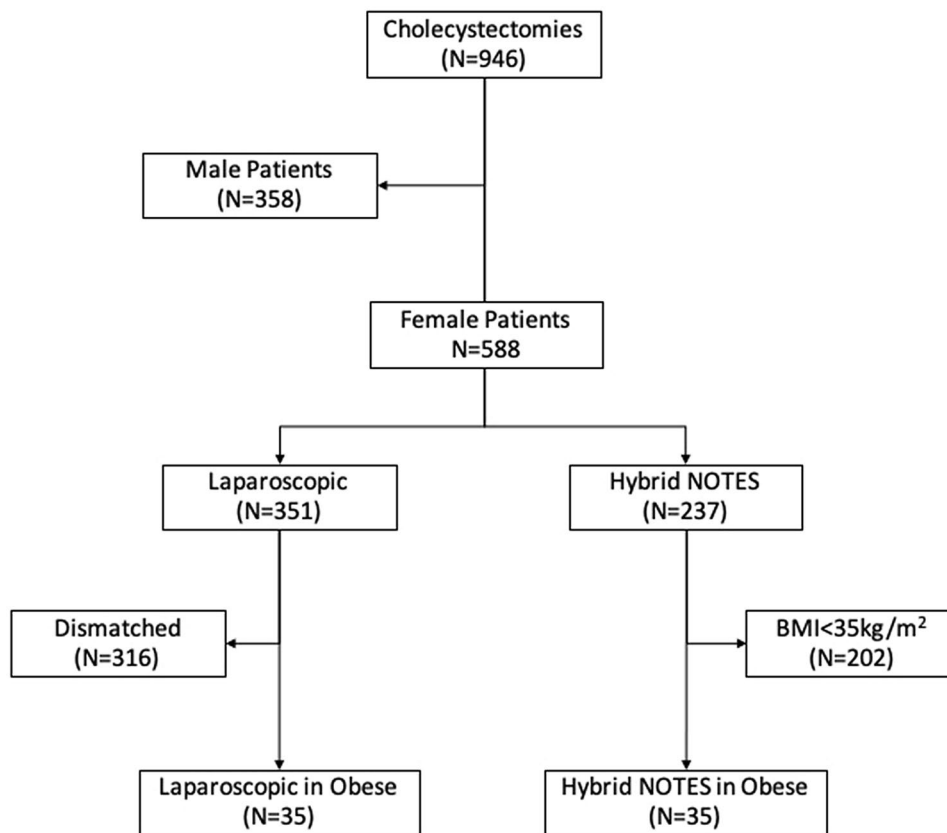 Cholecystectomies
(N=946)
Male Patients
(N=358)
Female Patients
N=588
Laparoscopic
(N=351)
Hybrid NOTES
(N=237)
Dismatched
(N=316)
BMI<35kg/m²
(N=202)
Laparoscopic in Obese
(N=35)
Hybrid NOTES in Obese
(N=35)